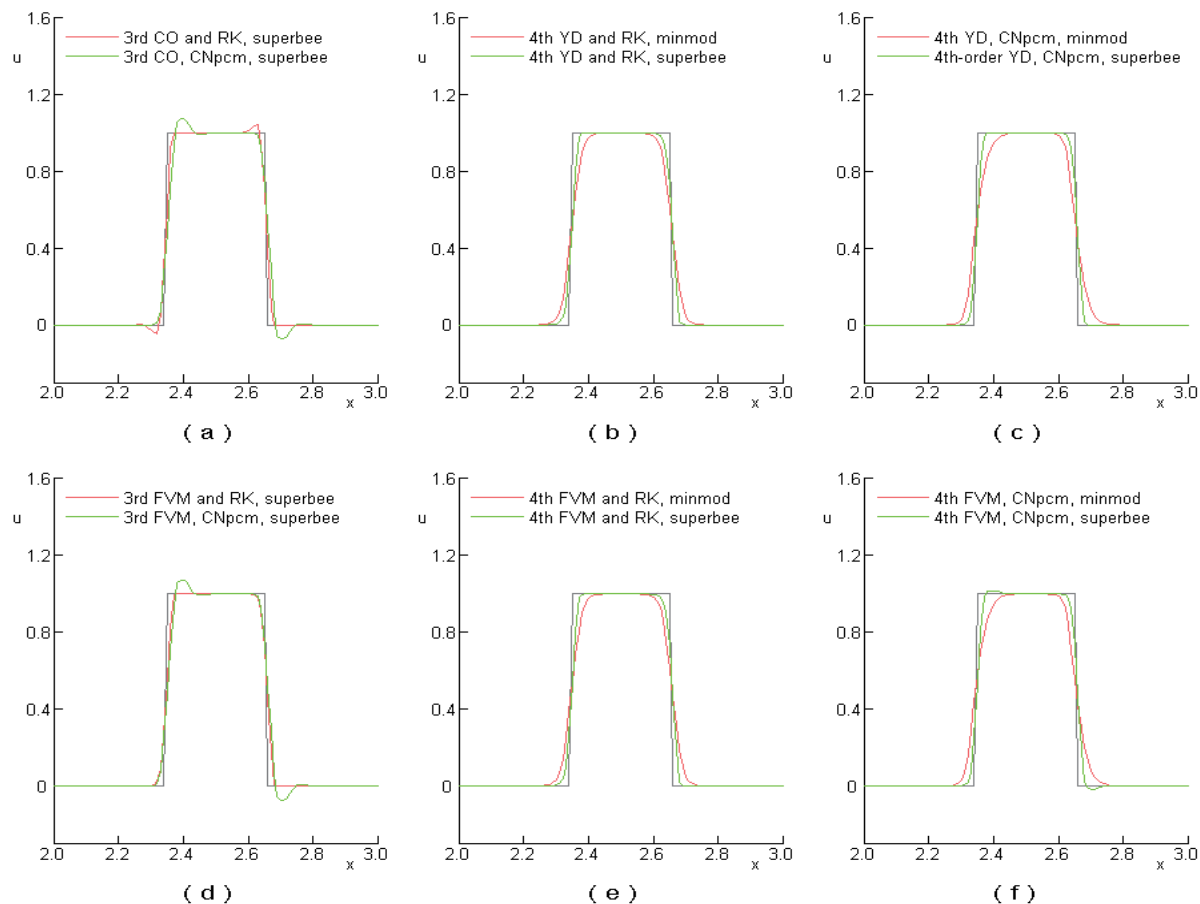 1.6
3rd CO and RK, superbee
u
3rd CO, CNpcm, superbee
1.2
0.8
0.4
0
2.0 2.2 2.4 2.6 2.8 3.0
x
( a )
1.6
4th YD and RK, minmod
u
4th YD and RK, superbee
1.2
0.8
0.4
0
2.0 2.2 2.4 2.6 2.8 3.0
x
( b )
1.6
4th YD, CNpcm, minmod
u
4th-order YD, CNpcm, superbee
1.2
0.8
0.4
0
2.0 2.2 2.4 2.6 2.8 3.0
x
( c )
1.6
3rd FVM and RK, superbee
u
3rd FVM, CNpcm, superbee
1.2
0.8
0.4
0
2.0 2.2 2.4 2.6 2.8 3.0
x
( d )
1.6
4th FVM and RK, minmod
u
4th FVM and RK, superbee
1.2
0.8
0.4
0
2.0 2.2 2.4 2.6 2.8 3.0
x
( e )
1.6
4th FVM, CNpcm, minmod
u
4th FVM, CNpcm, superbee
1.2
0.8
0.4
0
2.0 2.2 2.4 2.6 2.8 3.0
x
( f )